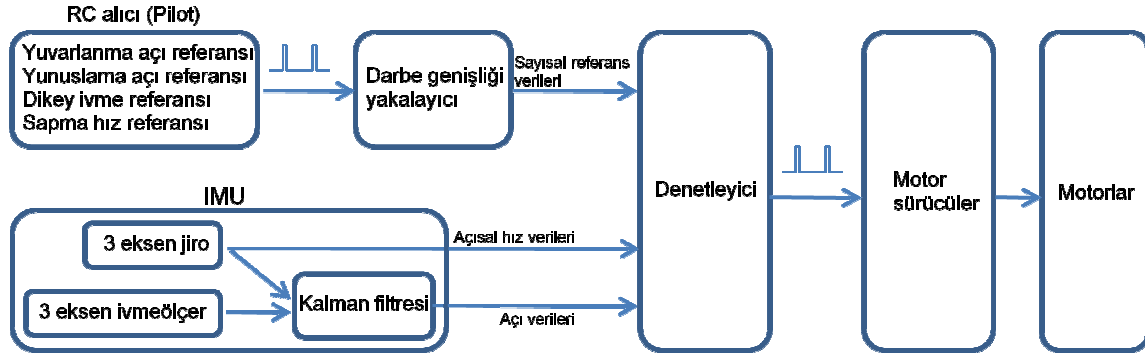 RC alıcı (Pilot)
Yuvarlanma açı referansı
Yunuslama açı referansı
Dikey ivme referansı
Sapma hız referansı
Darbe genişliği
yakalayıcı
Sayısal referans
verileri
Denetleyici
Motor
sürücüler
Motorlar
IMU
3 eksen jiro
Açısal hız verileri
3 eksen ivmeölçer
Kalman filtresi
Açı verileri